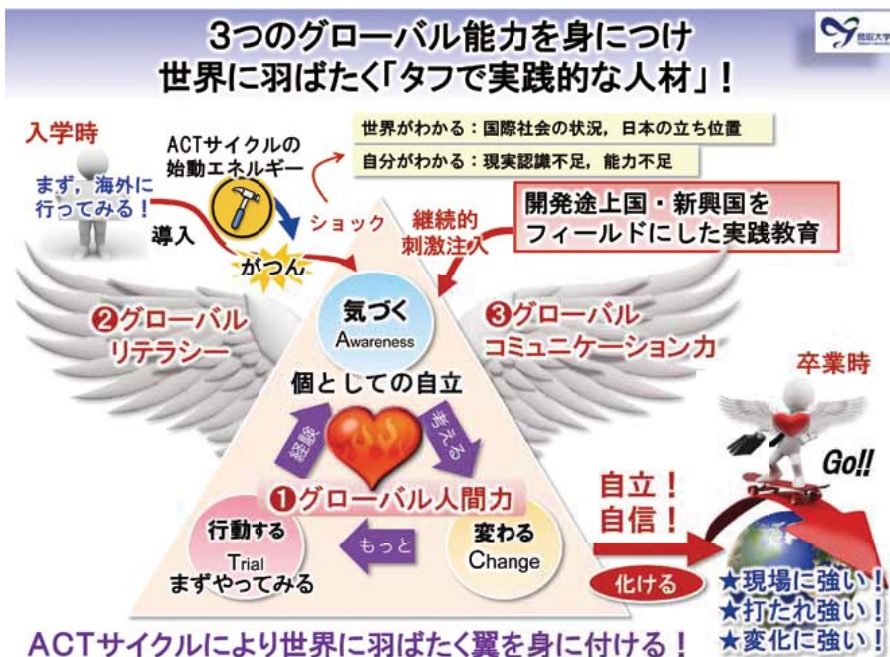 3つのグローバル能力を身につけ
世界に羽ばたく「タフで実践的な人材」！
鳥取大学
入学時
まず，海外に
行ってみる！
導入
ACTサイクルの
始動エネルギー
がつん
ショック
世界がわかる：国際社会の状況，日本の立ち位置
自分がわかる：現実認識不足，能力不足
継続的
刺激注入
開発途上国・新興国を
フィールドにした実践教育
❷グローバル
リテラシー
気づく
Awareness
❸グローバル
コミュニケーション力
個としての自立
経験
考える
❶グローバル人間力
行動する
Trial
まずやってみる
もっと
変わる
Change
自立！
自信！
化ける
卒業時
Go!!
★現場に強い！
★打たれ強い！
★変化に強い！
ACTサイクルにより世界に羽ばたく翼を身に付ける！